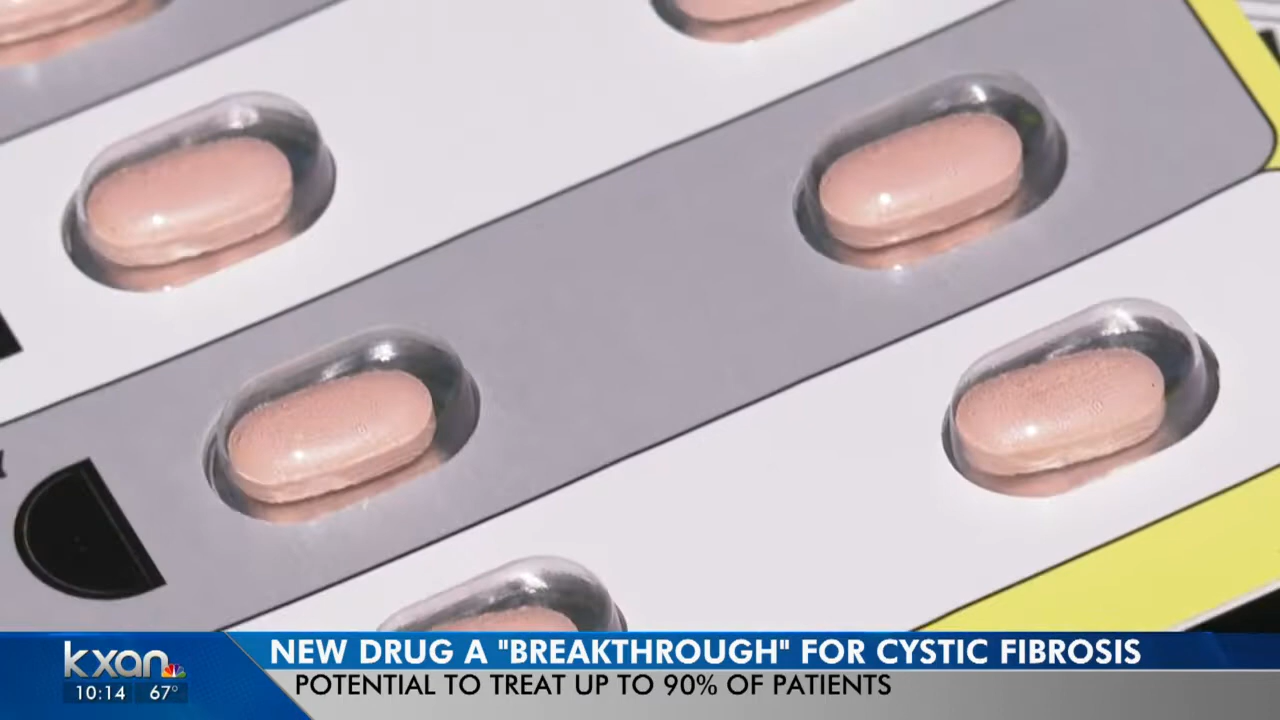 NEW DRUG A "BREAKTHROUGH" FOR CYSTIC FIBROSIS
POTENTIAL TO TREAT UP TO 90% OF PATIENTS
kxan
10:14 67°